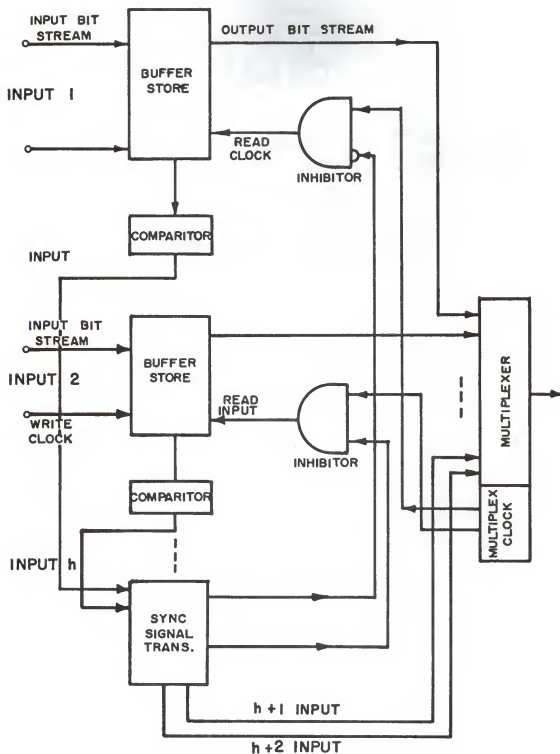 INPUT BIT
STREAM
OUTPUT BIT STREAM
BUFFER
STORE
INPUT 1
READ
CLOCK
INHIBITOR
COMPARITOR
INPUT
INPUT BIT
STREAM
BUFFER
STORE
INPUT 2
READ
INPUT
WRITE
CLOCK
INHIBITOR
MULTIPLEXER
COMPARITOR
MULTIPLEX
CLOCK
INPUT h
SYNC
SIGNAL
TRANS.
h+1 INPUT
h+2 INPUT